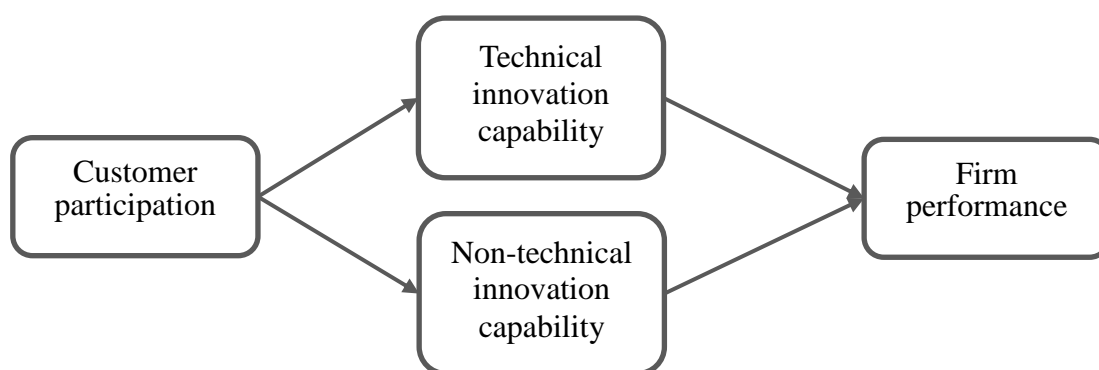 Technical
innovation
capability
Customer
participation
Firm
performance
Non-technical
innovation
capability